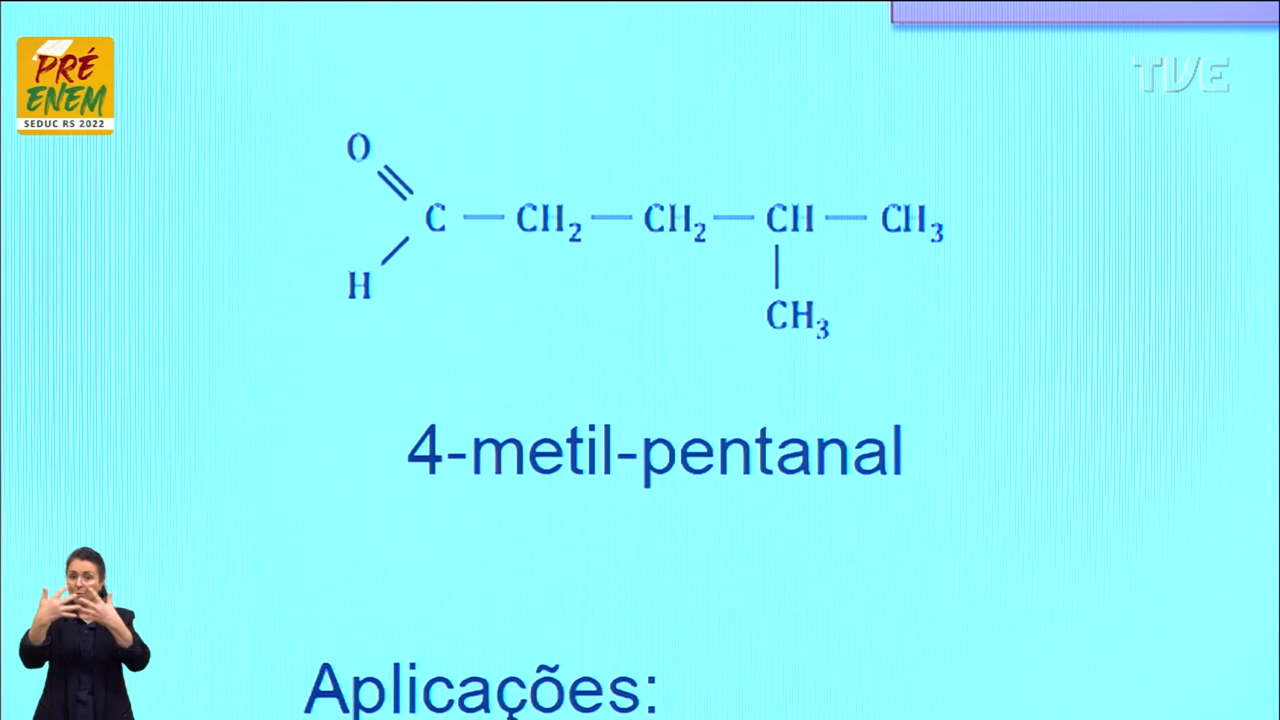 PRÉ
ENEM
SEDUC RS 2022
TVE
O
C — CH₂ — CH₂ — CH — CH₃
H
CH₃
4-metil-pentanal
Aplicações: